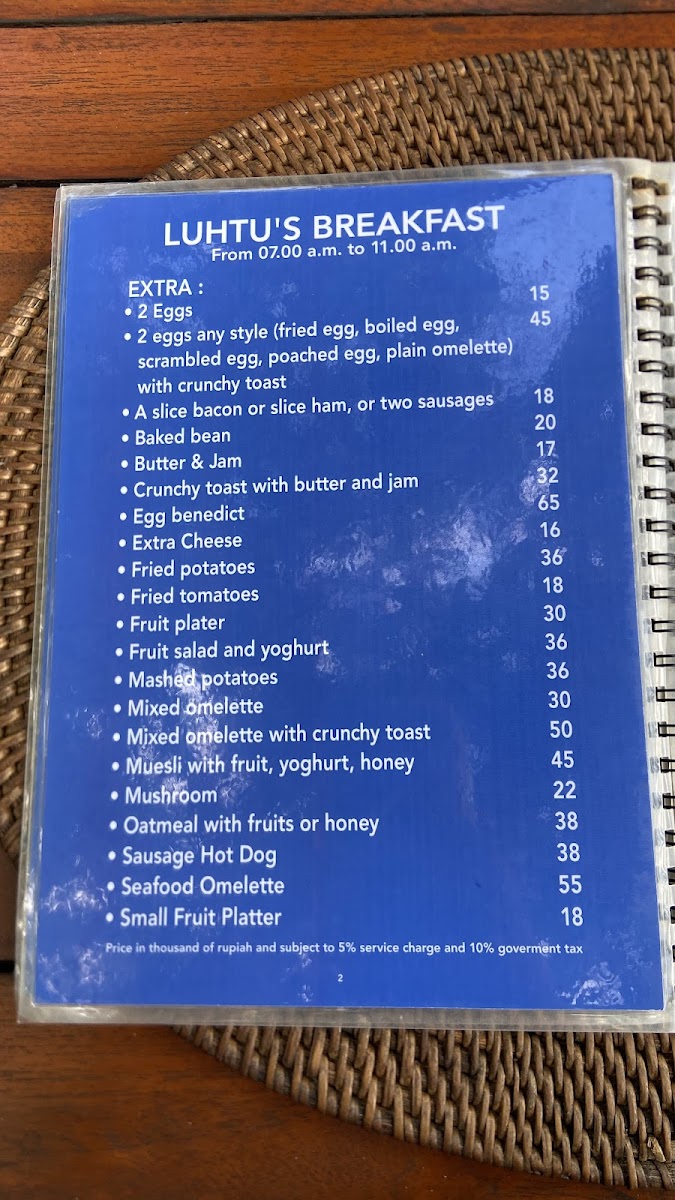 LUHTU'S BREAKFAST
From 07.00 a.m. to 11.00 a.m.
EXTRA :
• 2 Eggs 15
• 2 eggs any style (fried egg, boiled egg, 45
scrambled egg, poached egg, plain omelette)
with crunchy toast
• A slice bacon or slice ham, or two sausages 18
• Baked bean 20
• Butter & Jam 17
• Crunchy toast with butter and jam 32
• Egg benedict 65
• Extra Cheese 16
• Fried potatoes 36
• Fried tomatoes 18
• Fruit plater 30
• Fruit salad and yoghurt 36
• Mashed potatoes 36
• Mixed omelette 30
• Mixed omelette with crunchy toast 50
• Muesli with fruit, yoghurt, honey 45
• Mushroom 22
• Oatmeal with fruits or honey 38
• Sausage Hot Dog 38
• Seafood Omelette 55
• Small Fruit Platter 18
Price in thousand of rupiah and subject to 5% service charge and 10% goverment tax
2